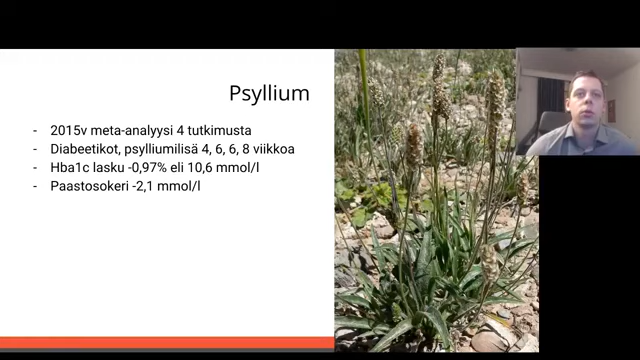 Psyllium
- 2015v meta-analyysi 4 tutkimusta
- Diabeetikot, psylliumilisä 4, 6, 6, 8 viikkoa
- Hba1c lasku -0,97% eli 10,6 mmol/l
- Paastosokeri -2,1 mmol/l